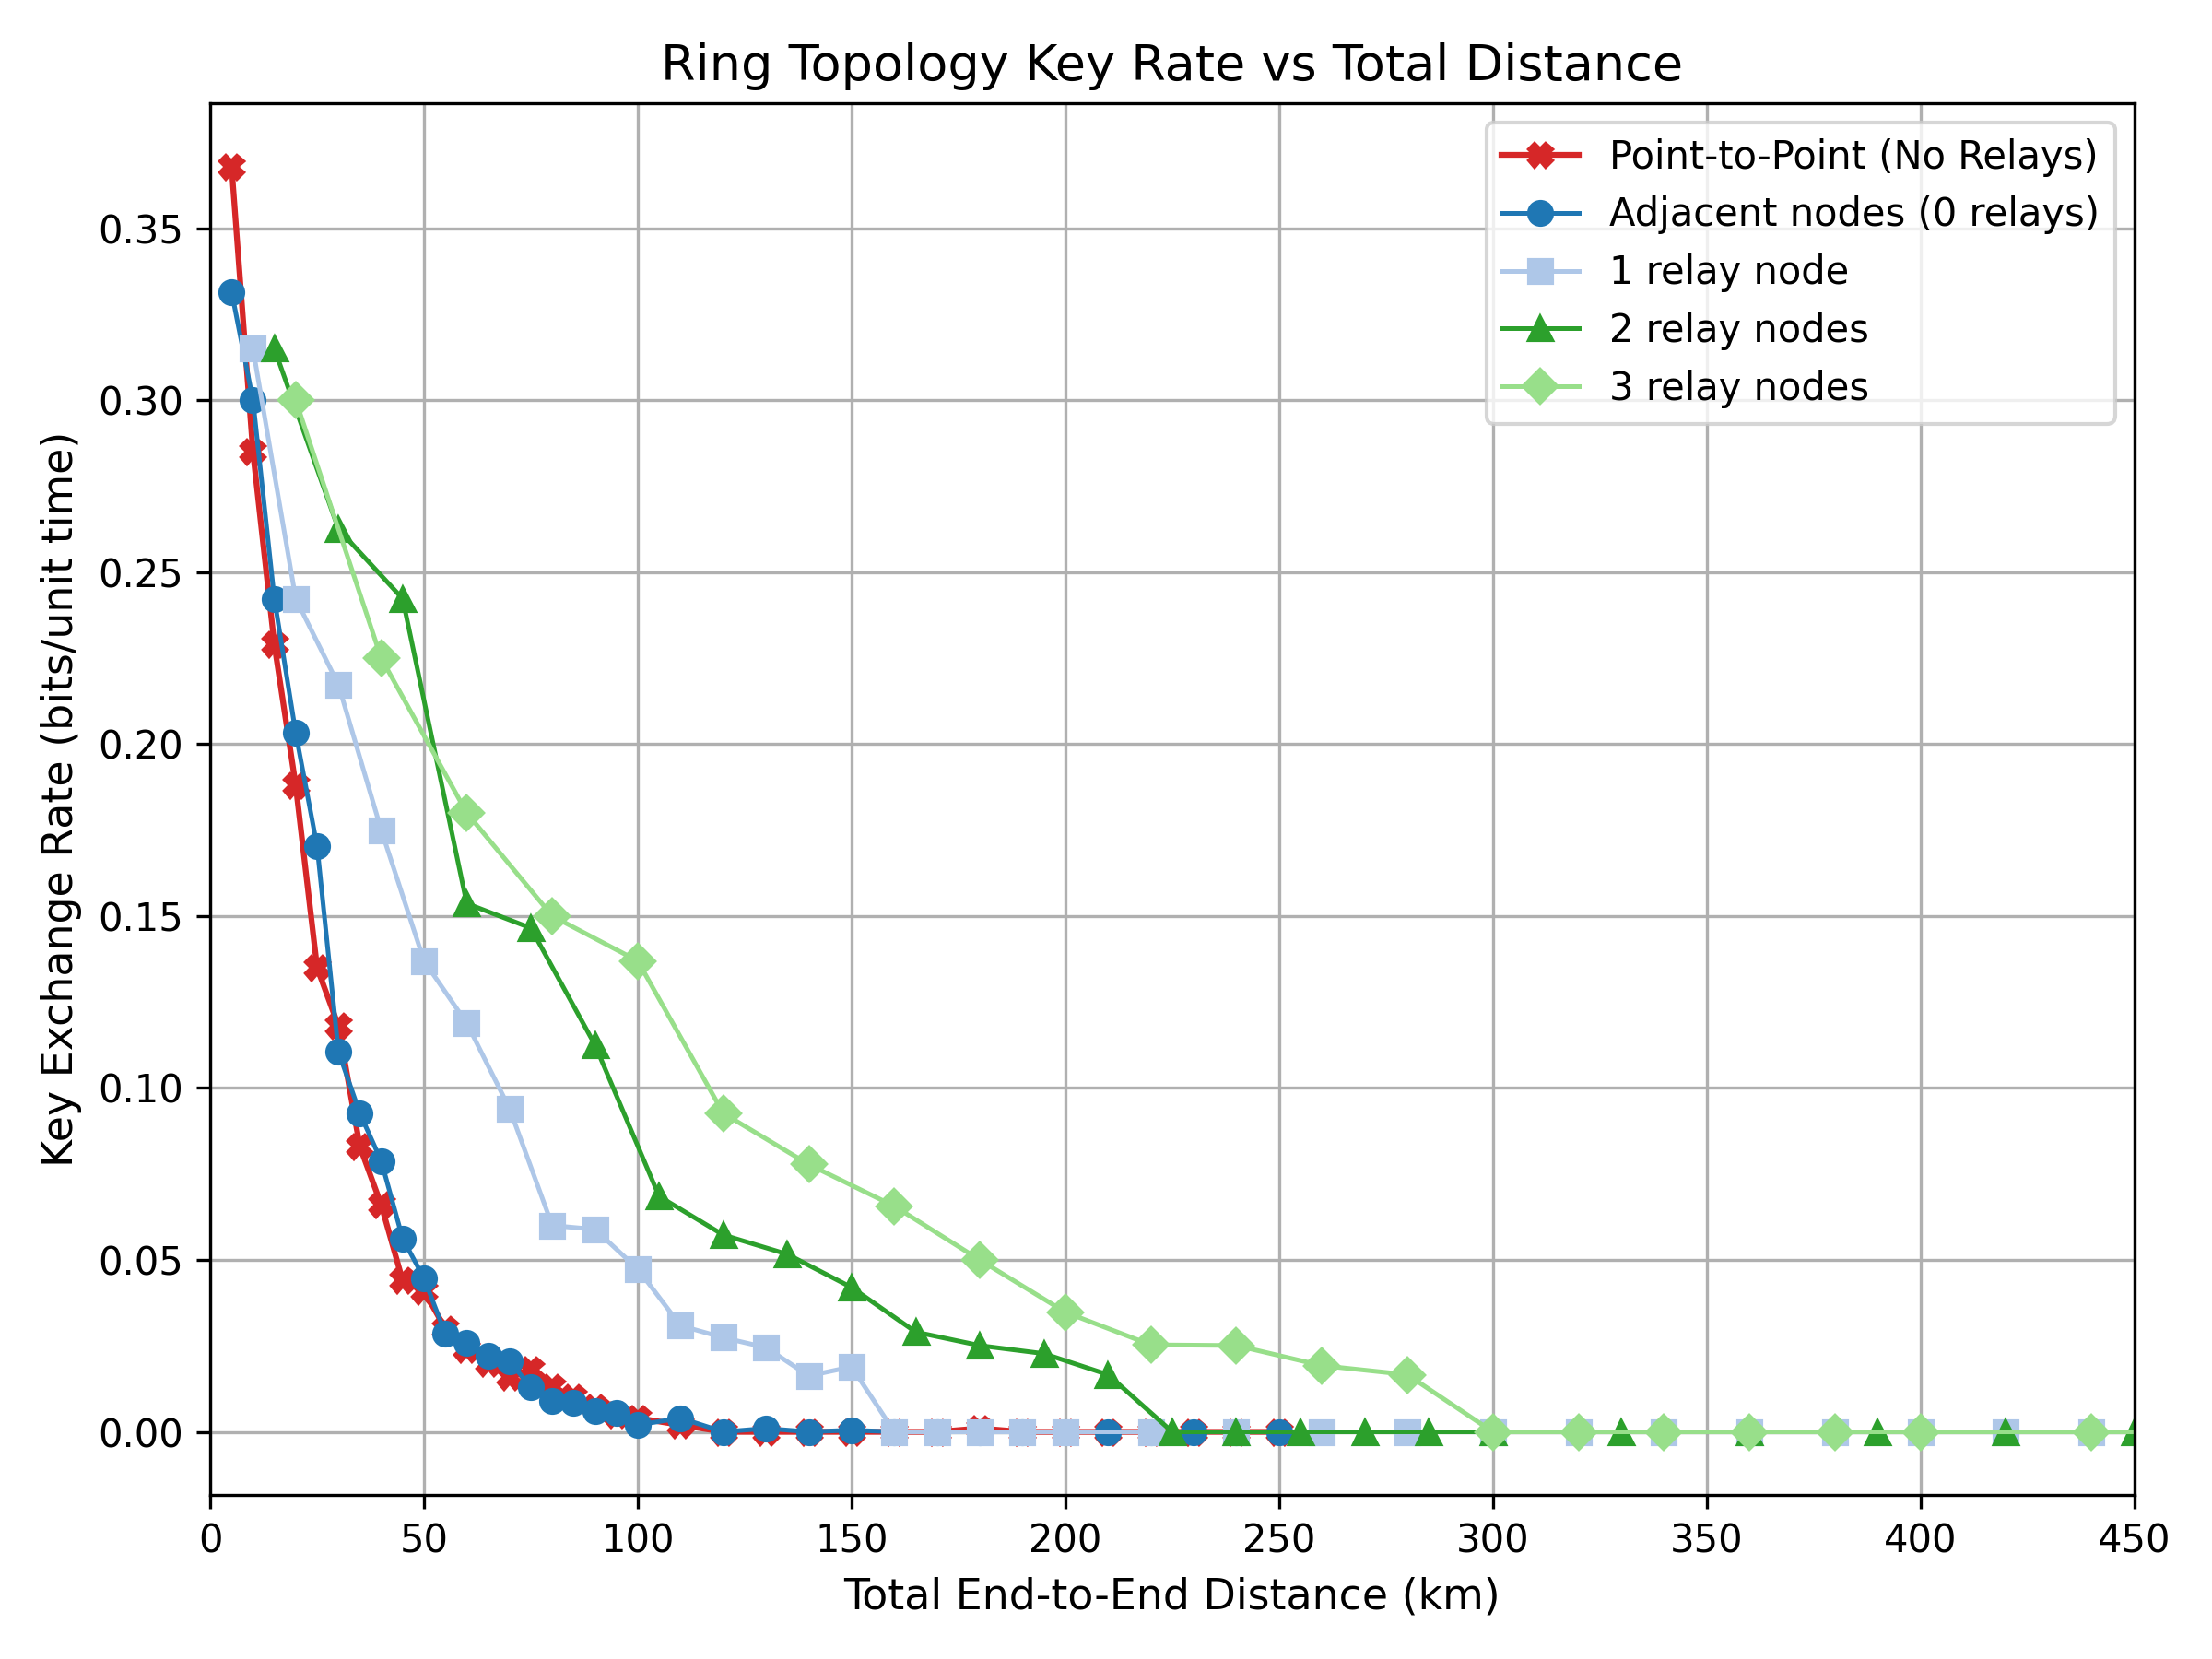 Ring Topology Key Rate vs Total Distance
Point-to-Point (No Relays)
Adjacent nodes (0 relays)
1 relay node
2 relay nodes
3 relay nodes
Key Exchange Rate (bits/unit time)
0.35
0.30
0.25
0.20
0.15
0.10
0.05
0.00
0 50 100 150 200 250 300 350 400 450
Total End-to-End Distance (km)